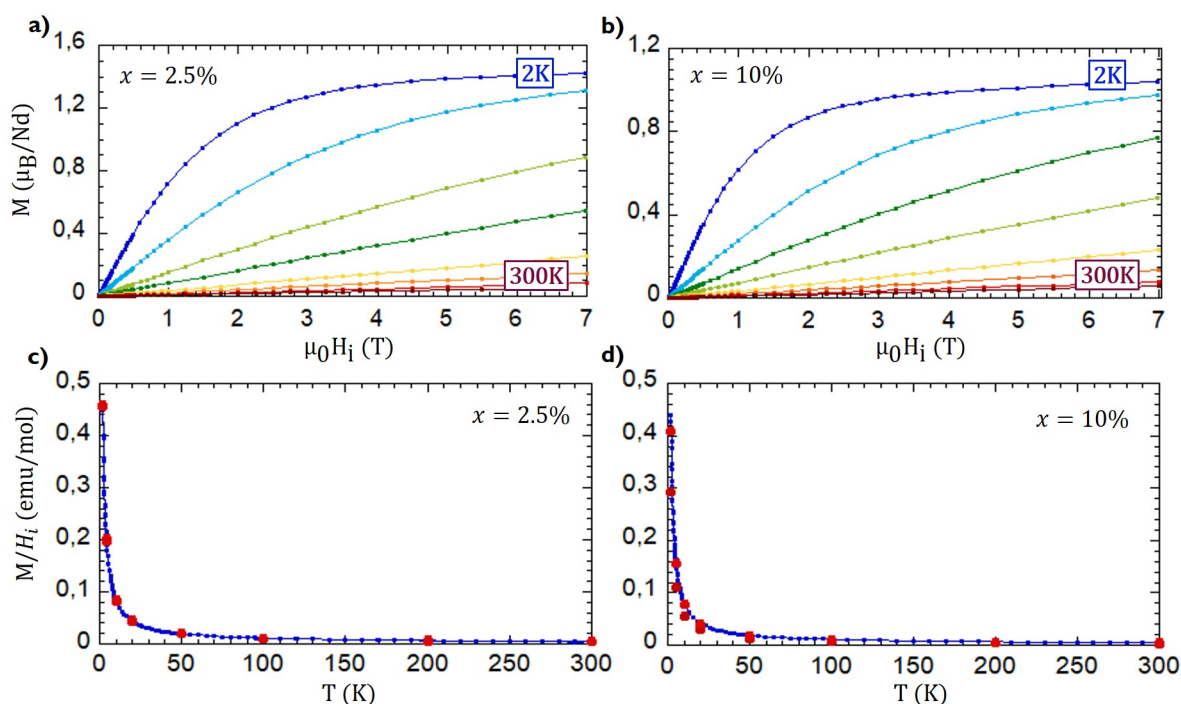 a)
1,6
1.2
0.8
0.4
0
M (μB/Nd)
x = 2.5%
2K
300K
0 1 2 3 4 5 6 7
μ0Hi (T)
b)
1,2
0.8
0.4
0
x = 10%
2K
300K
0 1 2 3 4 5 6 7
μ0Hi (T)
c)
0,5
0,4
0,3
0,2
0,1
0
M/Hi (emu/mol)
x = 2.5%
0 50 100 150 200 250 300
T (K)
d)
0,5
0,4
0,3
0,2
0,1
0
x = 10%
0 50 100 150 200 250 300
T (K)